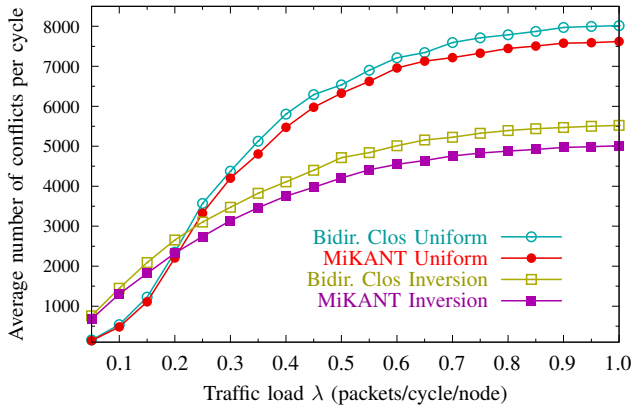 Average number of conflicts per cycle
8000
7000
6000
5000
4000
3000
2000
1000
Bidir. Clos Uniform
MiKANT Uniform
Bidir. Clos Inversion
MiKANT Inversion
0.1 0.2 0.3 0.4 0.5 0.6 0.7 0.8 0.9 1.0
Traffic load λ (packets/cycle/node)